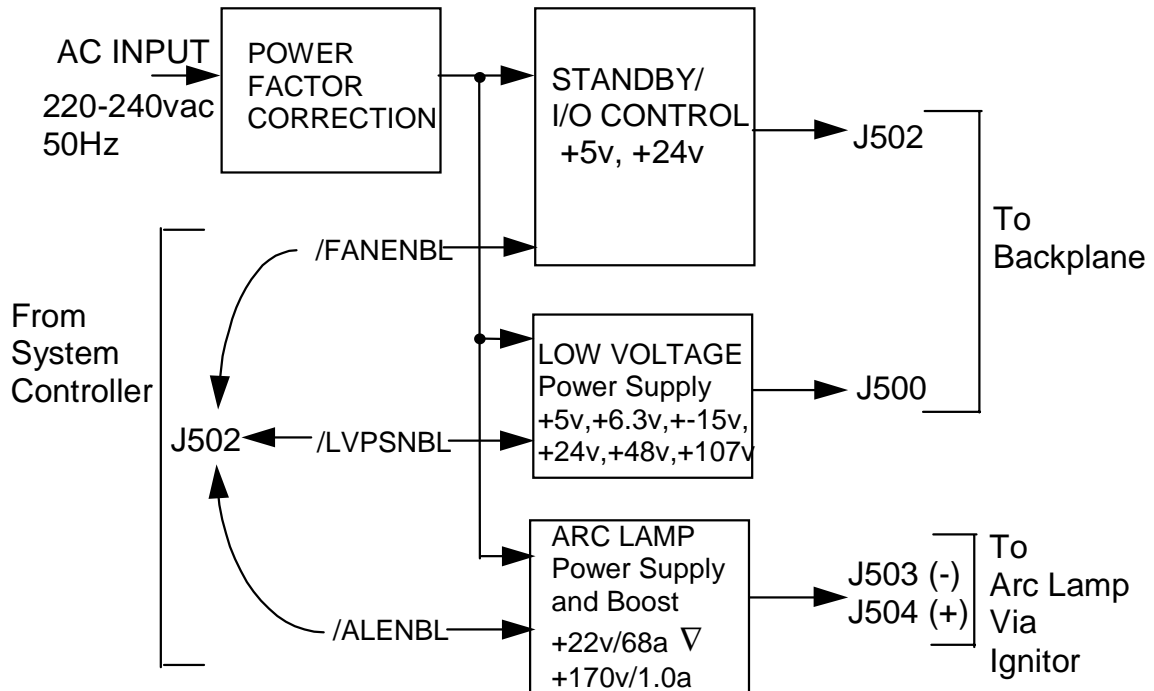 AC INPUT
220-240vac
50Hz
POWER
FACTOR
CORRECTION
STANDBY/
I/O CONTROL
+5v, +24v
J502
To
Backplane
From
System
Controller
J502
/FANENBL
/LVPSNBL
/ALENBL
LOW VOLTAGE
Power Supply
+5v,+6.3v,+-15v,
+24v,+48v,+107v
J500
ARC LAMP
Power Supply
and Boost
+22v/68a ∇
+170v/1.0a
J503 (-)
J504 (+)
To
Arc Lamp
Via
Ignitor